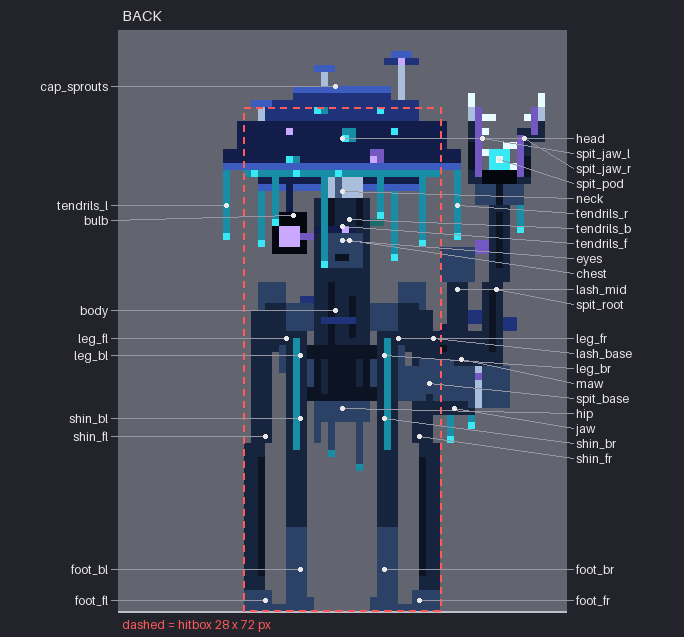 BACK
cap_sprouts
head
spit_jaw_l
spit_jaw_r
spit_pod
neck
tendrils_l
tendrils_r
bulb
tendrils_b
tendrils_f
eyes
chest
lash_mid
spit_root
body
leg_fl
leg_fr
leg_bl
lash_base
leg_br
maw
spit_base
hip
shin_bl
jaw
shin_fl
shin_br
shin_fr
foot_bl
foot_br
foot_fl
foot_fr
dashed = hitbox 28 x 72 px